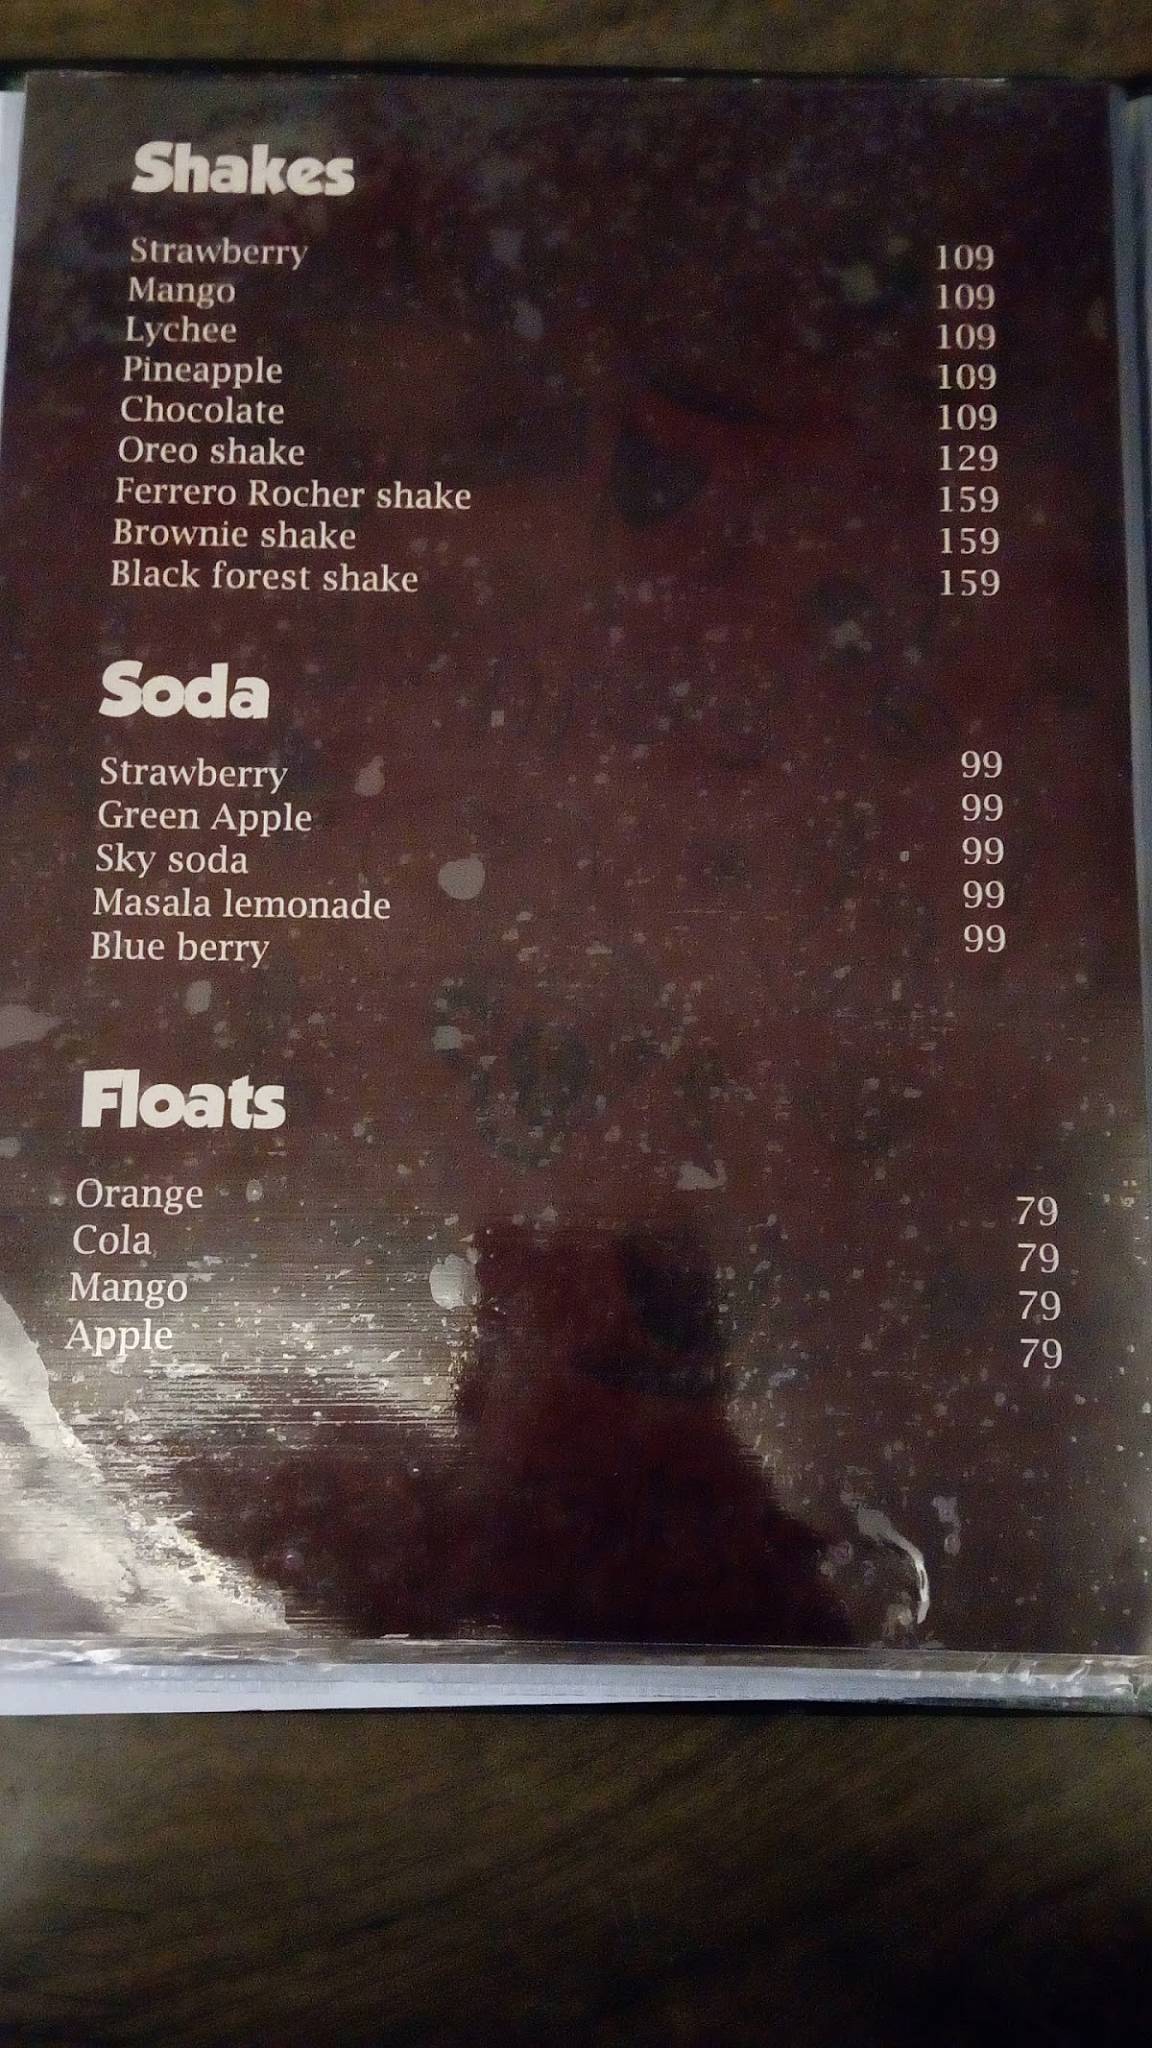 Shakes
Strawberry 109
Mango 109
Lychee 109
Pineapple 109
Chocolate 109
Oreo shake 129
Ferrero Rocher shake 159
Brownie shake 159
Black forest shake 159
Soda
Strawberry 99
Green Apple 99
Sky soda 99
Masala lemonade 99
Blue berry 99
Floats
Orange 79
Cola 79
Mango 79
Apple 79